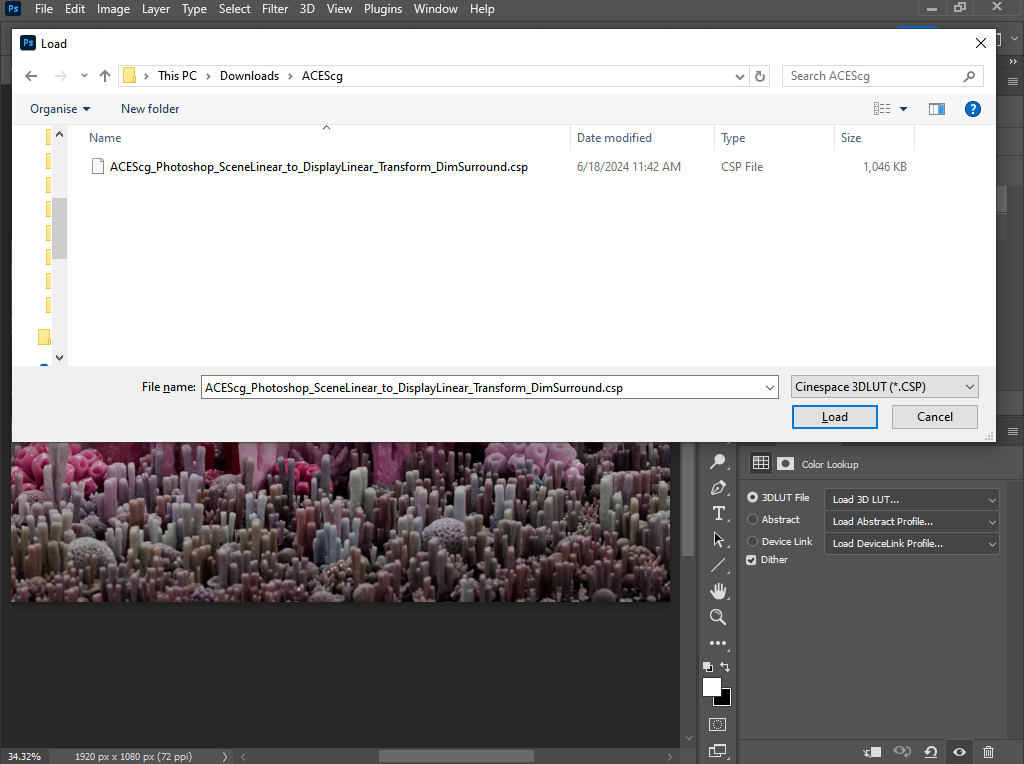 Ps File Edit Image Layer Type Select Filter 3D View Plugins Window Help
Ps Load
This PC > Downloads > ACEScg
Search ACEScg
Organise New folder
Name Date modified Type Size
ACEScg_Photoshop_SceneLinear_to_DisplayLinear_Transform_DimSurround.csp 6/18/2024 11:42 AM CSP File 1,046 KB
File name: ACEScg_Photoshop_SceneLinear_to_DisplayLinear_Transform_DimSurround.csp Cinespace 3DLUT (*.CSP)
Load Cancel
Color Lookup
3DLUT File Load 3D LUT...
Abstract Load Abstract Profile...
Device Link Load DeviceLink Profile...
Dither
34.32% 1920 px x 1080 px (72 ppi)